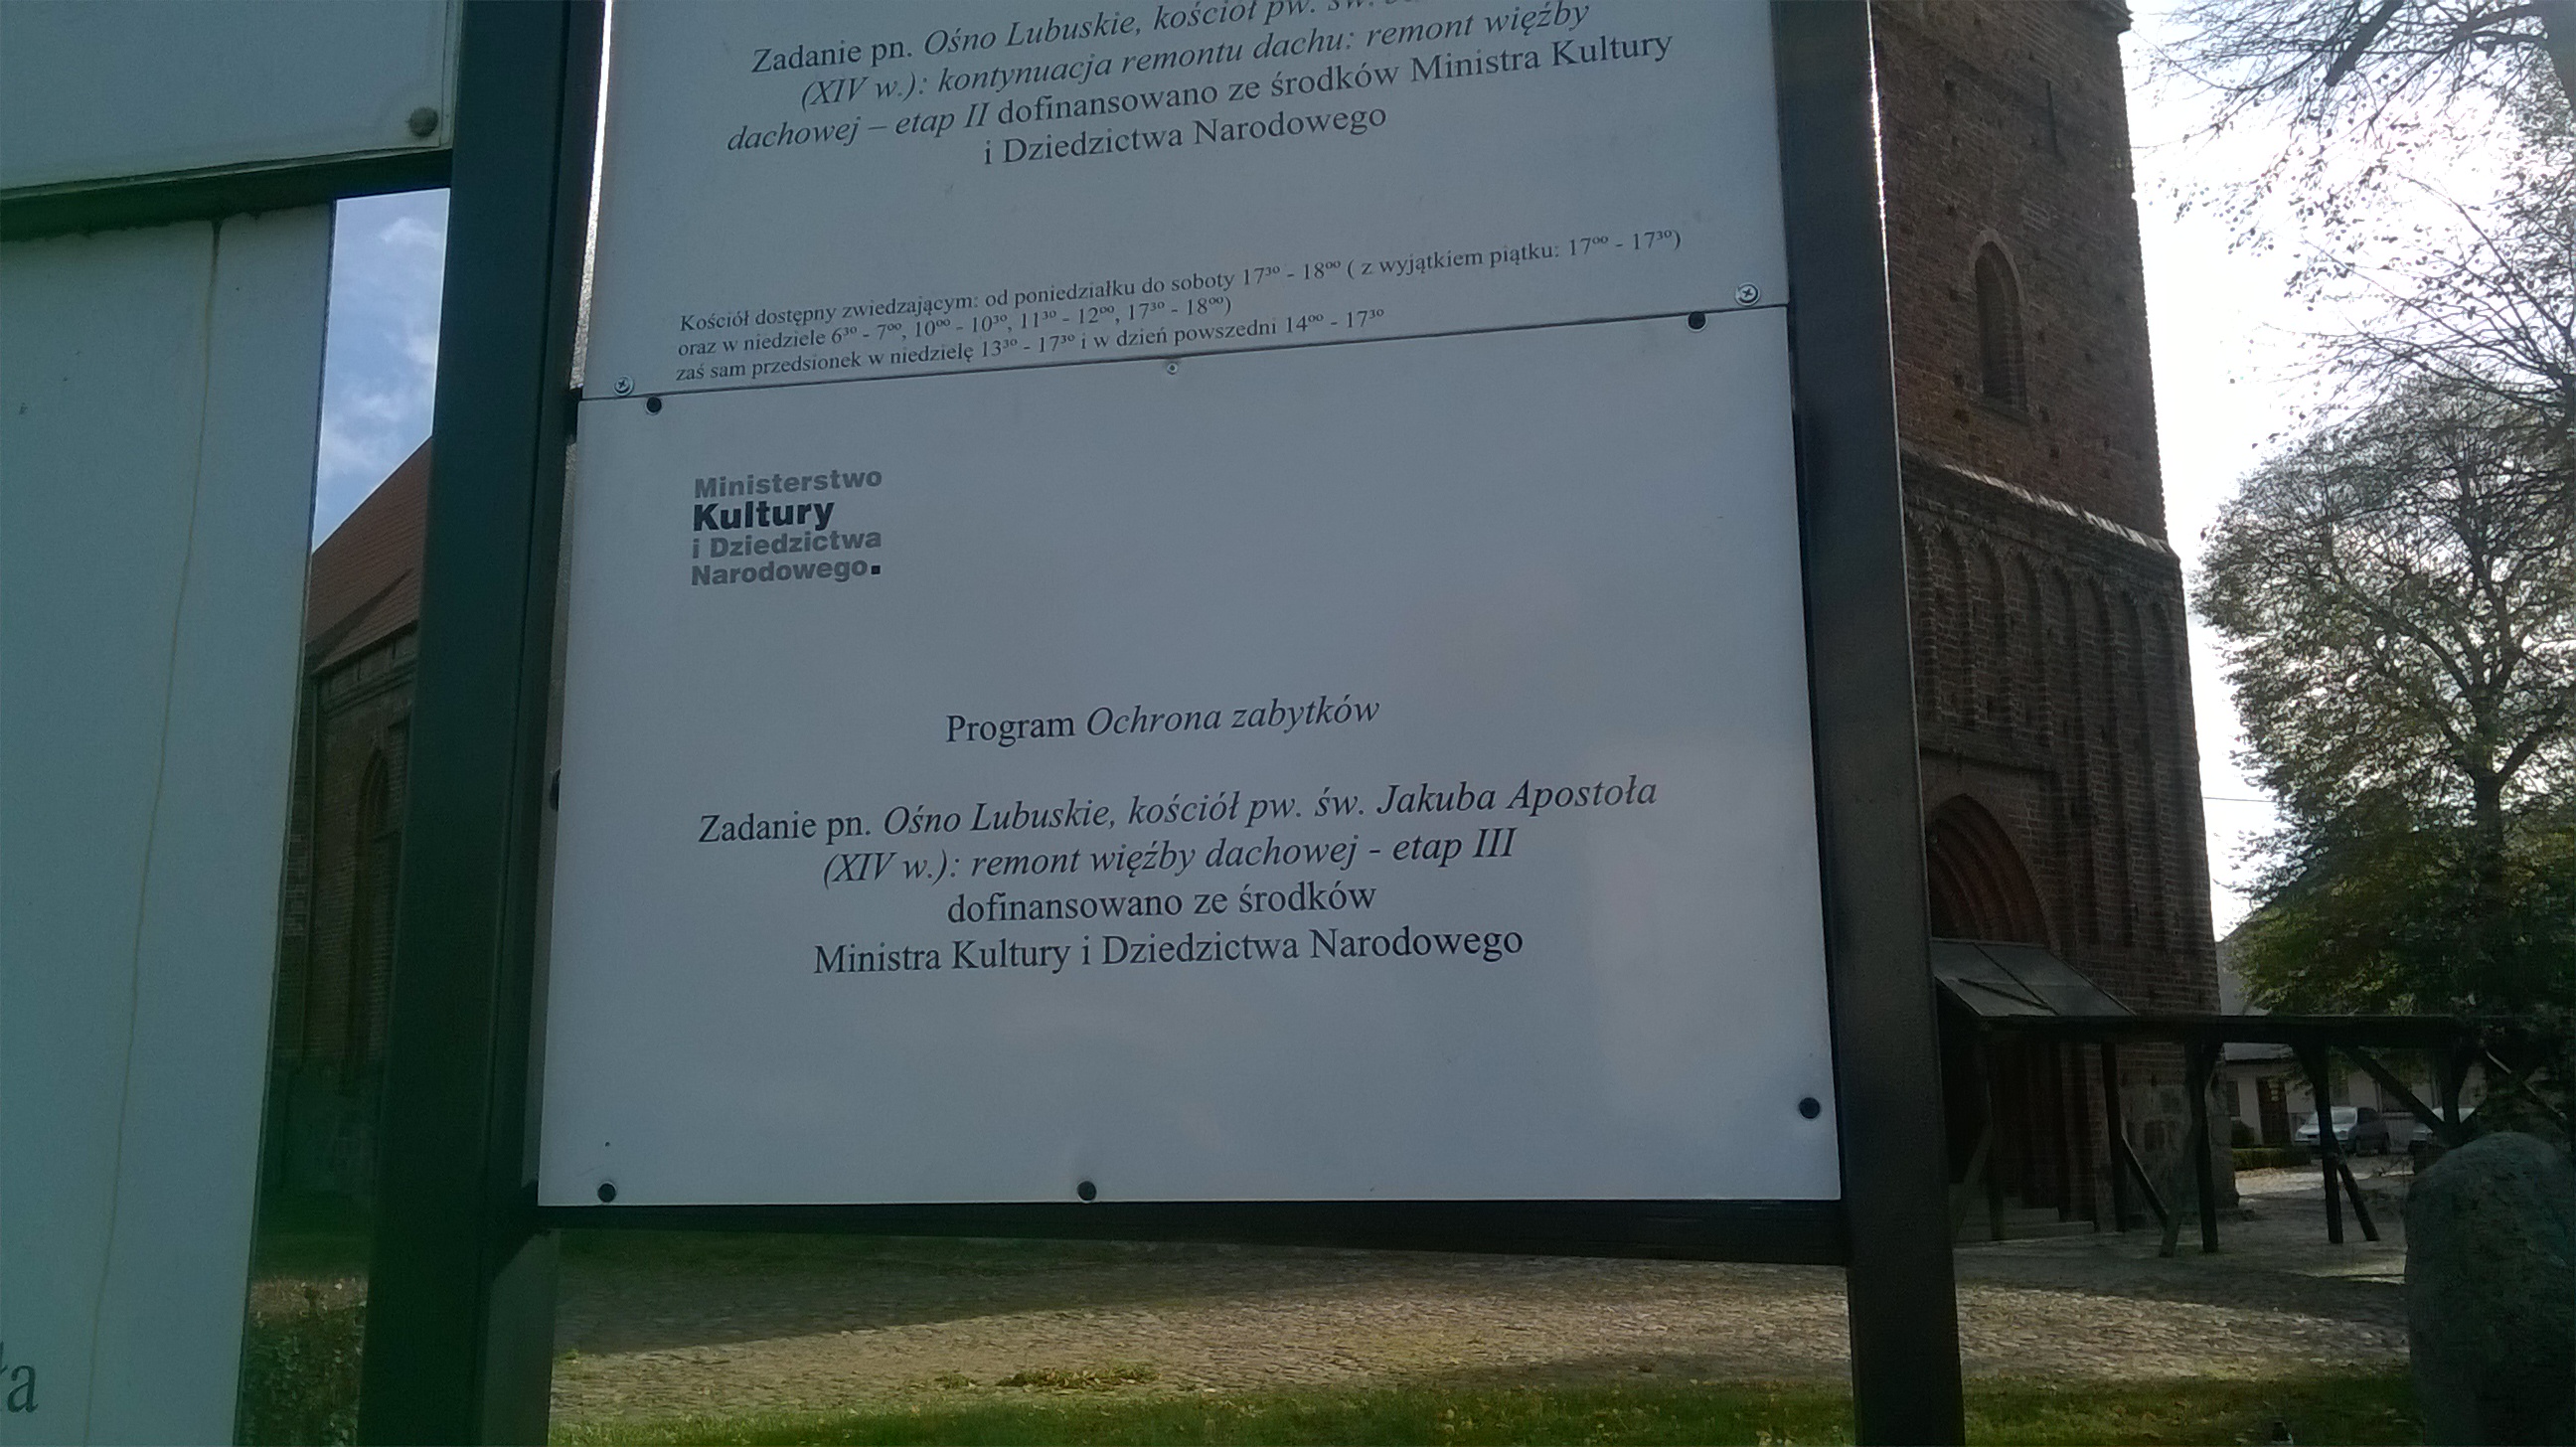 Zadanie pn. Ośno Lubuskie, kościół pw. św.
(XIV w.): kontynuacja remontu dachu: remont więźby
dachowej – etap II dofinansowano ze środków Ministra Kultury
i Dziedzictwa Narodowego
Kościół dostępny zwiedzającym: od poniedziałku do soboty 17³⁰ - 18⁰⁰ ( z wyjątkiem piątku: 17⁰⁰ - 17³⁰)
oraz w niedziele 6³⁰ - 7⁰⁰, 10⁰⁰ - 10³⁰, 11³⁰ - 12⁰⁰, 17³⁰ - 18⁰⁰)
zaś sam przedsionek w niedzielę 13³⁰ - 17³⁰ i w dzień powszedni 14⁰⁰ - 17³⁰
Ministerstwo
Kultury
i Dziedzictwa
Narodowego.
Program Ochrona zabytków
Zadanie pn. Ośno Lubuskie, kościół pw. św. Jakuba Apostoła
(XIV w.): remont więźby dachowej - etap III
dofinansowano ze środków
Ministra Kultury i Dziedzictwa Narodowego